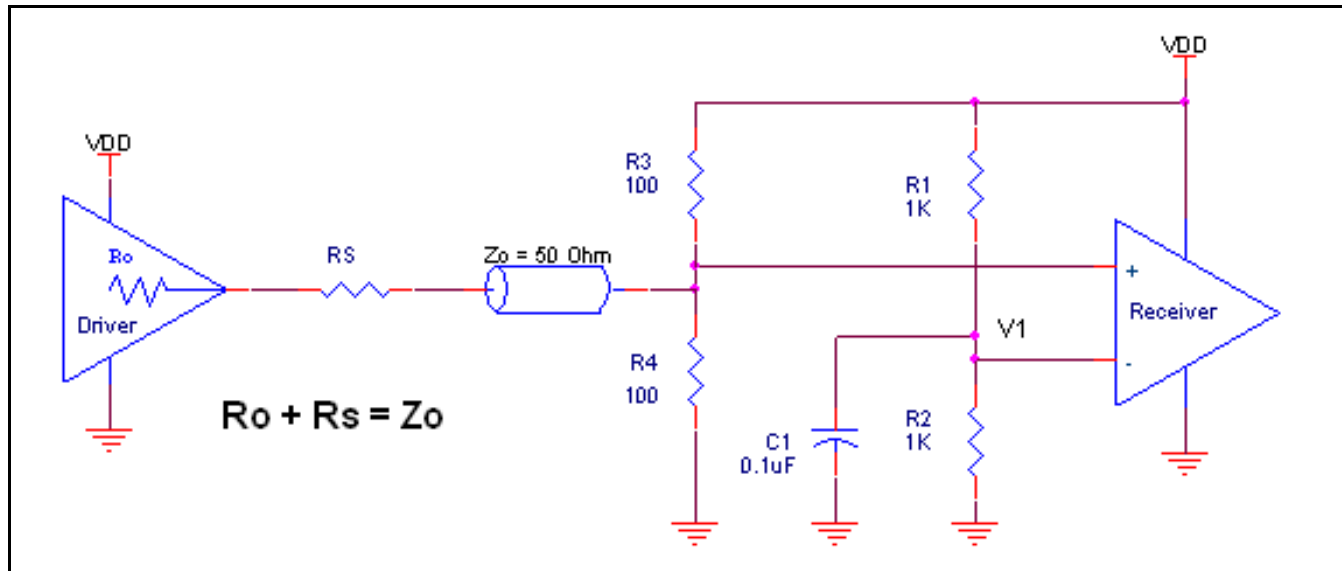 VDD
VDD
R3
100
R1
1K
Ro
RS
Zo = 50 Ohm
+
Driver
Receiver
V1
-
R4
100
Ro + Rs = Zo
C1
0.1uF
R2
1K